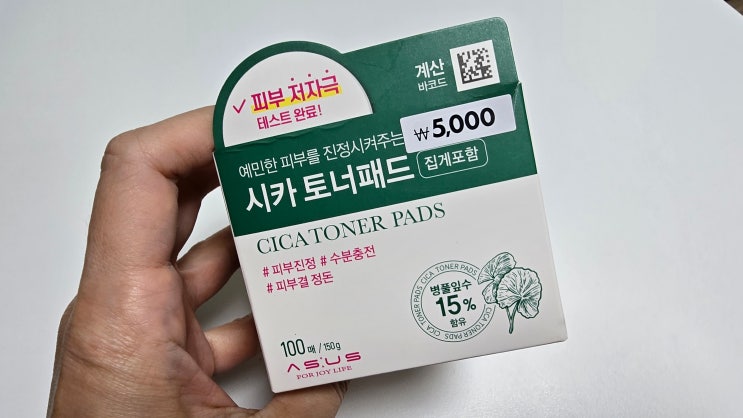 피부 저자극
테스트 완료!
계산
바코드
₩5,000
예민한 피부를 진정시켜주는
시카 토너패드 집게포함
CICA TONER PADS
# 피부진정 # 수분충전
# 피부결 정돈
CICA TONER PADS CICA TONER PADS
병풀잎수
15%
함유
100매/150g
ASUS
FOR JOY LIFE